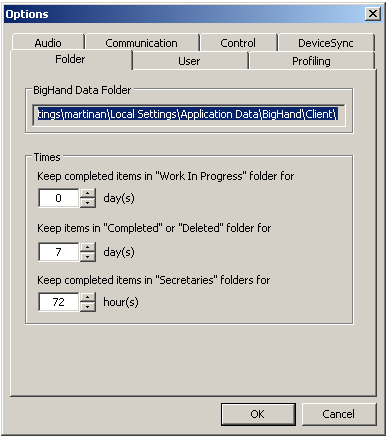 Options
Audio Communication Control DeviceSync
Folder User Profiling
BigHand Data Folder
tings\martinan\Local Settings\Application Data\BigHand\Client\
Times
Keep completed items in "Work In Progress" folder for
0 day(s)
Keep items in "Completed" or "Deleted" folder for
7 day(s)
Keep completed items in "Secretaries" folders for
72 hour(s)
OK Cancel